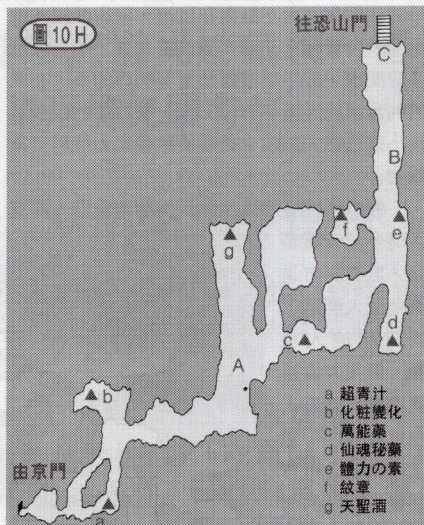 圖10H
往恐山門
C
B
f
e
g
c
d
A
b
由京門
a
a 超青汁
b 化粧變化
c 萬能藥
d 仙魂秘藥
e 體力の素
f 紋章
g 天聖酒